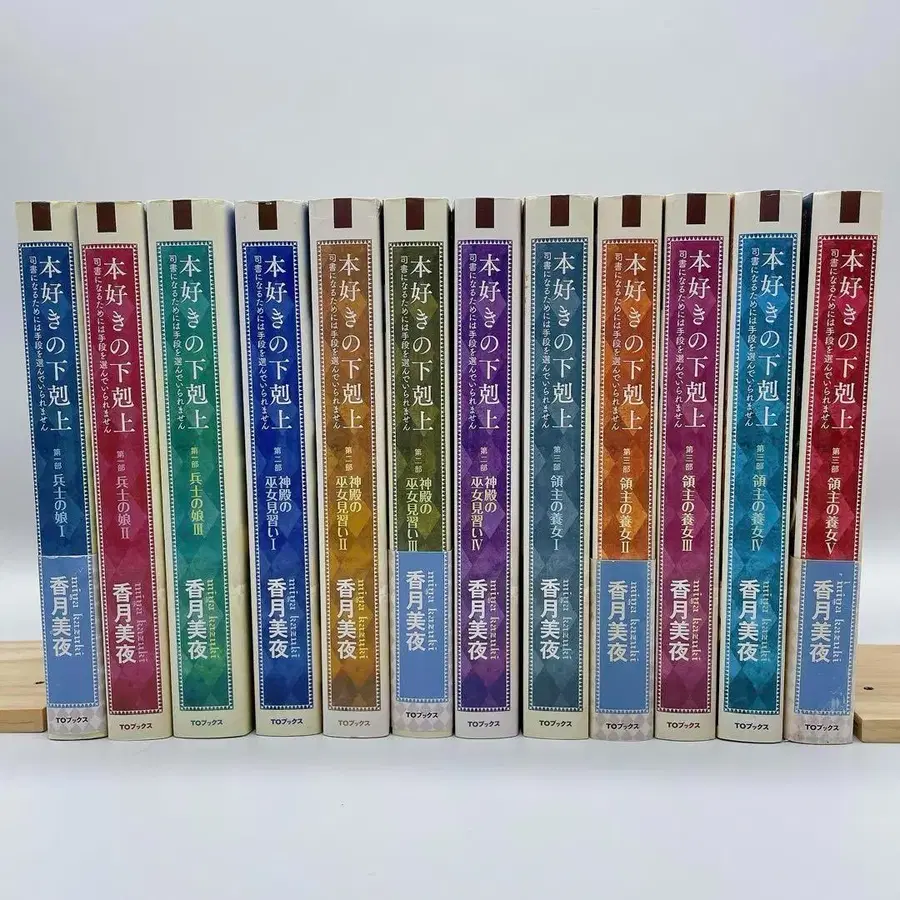 本好きの下剋上
司書になるためには手段を選んでいられません
第一部 兵士の娘Ⅰ
香月美夜
miya kazuki
TOブックス
本好きの下剋上
司書になるためには手段を選んでいられません
第一部 兵士の娘Ⅱ
香月美夜
miya kazuki
TOブックス
本好きの下剋上
司書になるためには手段を選んでいられません
第一部 兵士の娘Ⅲ
香月美夜
miya kazuki
TOブックス
本好きの下剋上
司書になるためには手段を選んでいられません
第二部 神殿の
巫女見習いⅠ
香月美夜
miya kazuki
TOブックス
本好きの下剋上
司書になるためには手段を選んでいられません
第二部 神殿の
巫女見習いⅡ
香月美夜
miya kazuki
TOブックス
本好きの下剋上
司書になるためには手段を選んでいられません
第二部 神殿の
巫女見習いⅢ
香月美夜
miya kazuki
TOブックス
本好きの下剋上
司書になるためには手段を選んでいられません
第二部 神殿の
巫女見習いⅣ
香月美夜
miya kazuki
TOブックス
本好きの下剋上
司書になるためには手段を選んでいられません
第三部 領主の養女Ⅰ
香月美夜
miya kazuki
TOブックス
本好きの下剋上
司書になるためには手段を選んでいられません
第三部 領主の養女Ⅱ
香月美夜
miya kazuki
TOブックス
本好きの下剋上
司書になるためには手段を選んでいられません
第三部 領主の養女Ⅲ
香月美夜
miya kazuki
TOブックス
本好きの下剋上
司書になるためには手段を選んでいられません
第三部 領主の養女Ⅳ
香月美夜
miya kazuki
TOブックス
本好きの下剋上
司書になるためには手段を選んでいられません
第三部 領主の養女Ⅴ
香月美夜
miya kazuki
TOブックス